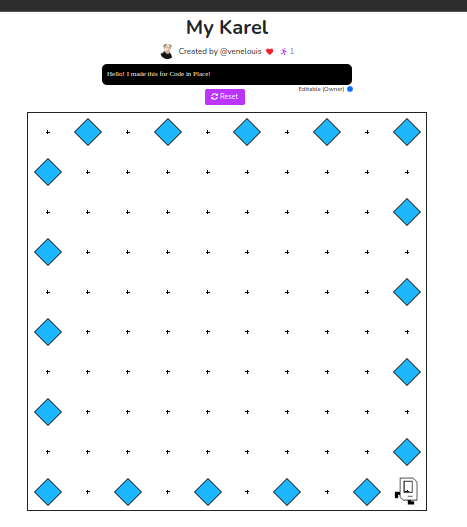 My Karel
Created by @venelouis 1
Hello! I made this for Code in Place!
Editable (Owner)
Reset